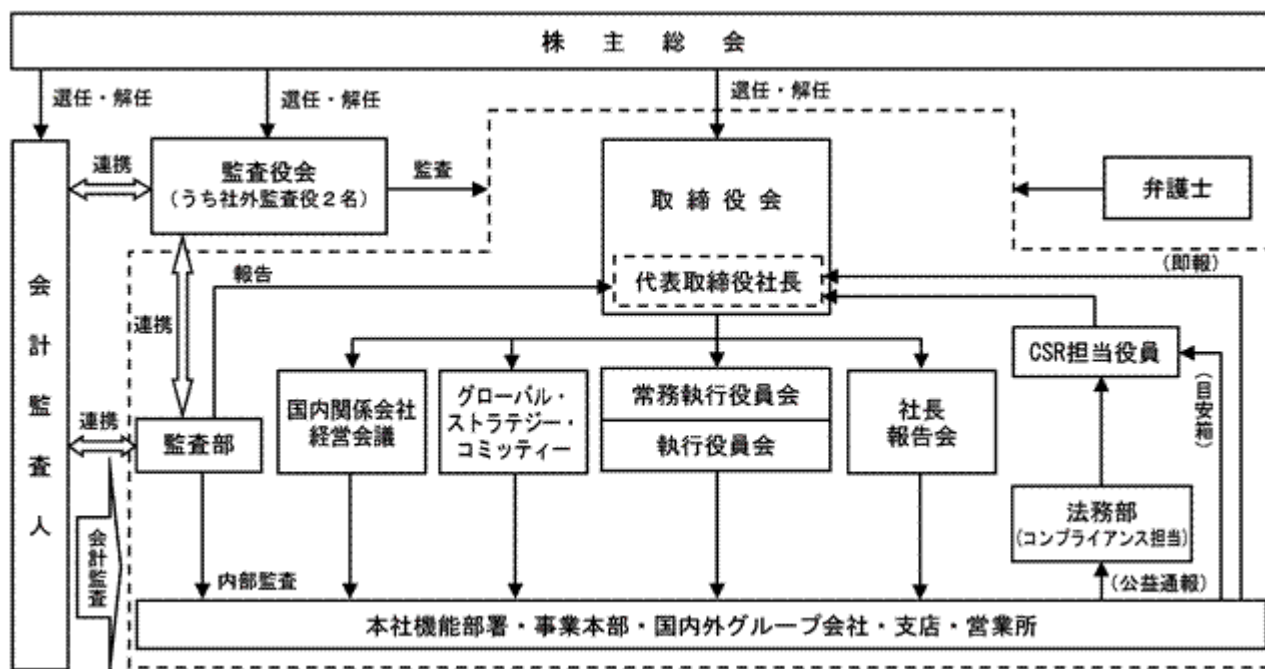 株主総会
選任・解任
選任・解任
選任・解任
連携
監査役会
(うち社外監査役2名)
監査
取締役会
弁護士
代表取締役社長
(即報)
報告
連携
会計監査人
CSR担当役員
(目安箱)
国内関係会社
経営会議
グローバル・
ストラテジー・
コミッティー
常務執行役員会
執行役員会
社長
報告会
連携
監査部
法務部
(コンプライアンス担当)
会計監査
内部監査
(公益通報)
本社機能部署・事業本部・国内外グループ会社・支店・営業所